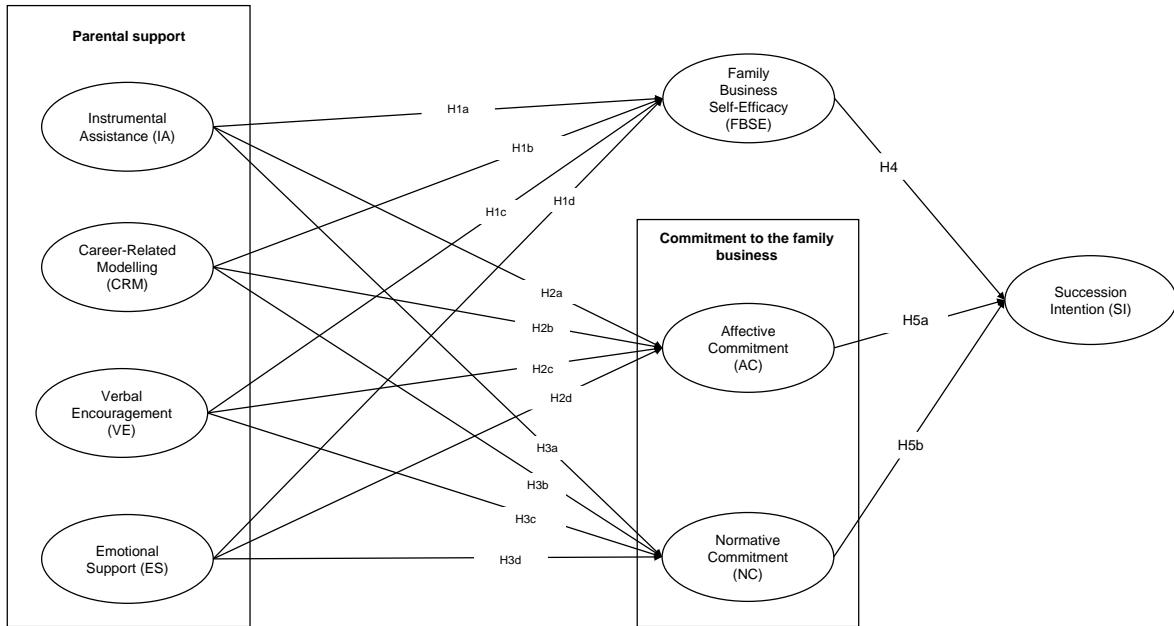 Parental support
Instrumental
Assistance (IA)
Career-Related
Modelling
(CRM)
Verbal
Encouragement
(VE)
Emotional
Support (ES)
H1a
H1b
H1c
H1d
H2a
H2b
H2c
H2d
H3a
H3b
H3c
H3d
Family
Business
Self-Efficacy
(FBSE)
Commitment to the family
business
Affective
Commitment
(AC)
Normative
Commitment
(NC)
H4
H5a
H5b
Succession
Intention (SI)